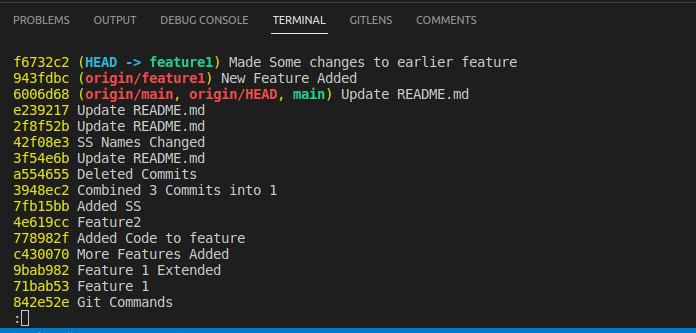 PROBLEMS OUTPUT DEBUG CONSOLE TERMINAL GITLENS COMMENTS
f6732c2 (HEAD -> feature1) Made Some changes to earlier feature
943fdbc (origin/feature1) New Feature Added
6006d68 (origin/main, origin/HEAD, main) Update README.md
e239217 Update README.md
2f8f52b Update README.md
42f08e3 SS Names Changed
3f54e6b Update README.md
a554655 Deleted Commits
3948ec2 Combined 3 Commits into 1
7fb15bb Added SS
4e619cc Feature2
778982f Added Code to feature
c430070 More Features Added
9bab982 Feature 1 Extended
71bab53 Feature 1
842e52e Git Commands
: